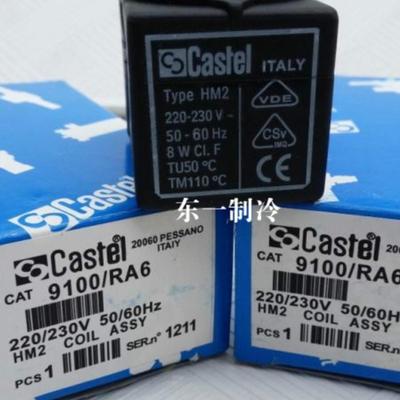 Castel ITALY
Type HM2
220-230 V ~
50 - 60 Hz
8 W Cl. F
TU50 °C
TM110 °C
VDE
CSv
IMQ
CE
东一制冷
Castel
20060 PESSANO
ITALY
CAT 9100/RA6
220/230V 50/60Hz
HM2 COIL ASSY
PCS 1 SER.n° 1211
Castel
CAT 9100/RA6
220/230V 50/60H
HM2 COIL ASSY
PCS 1 SER.n°